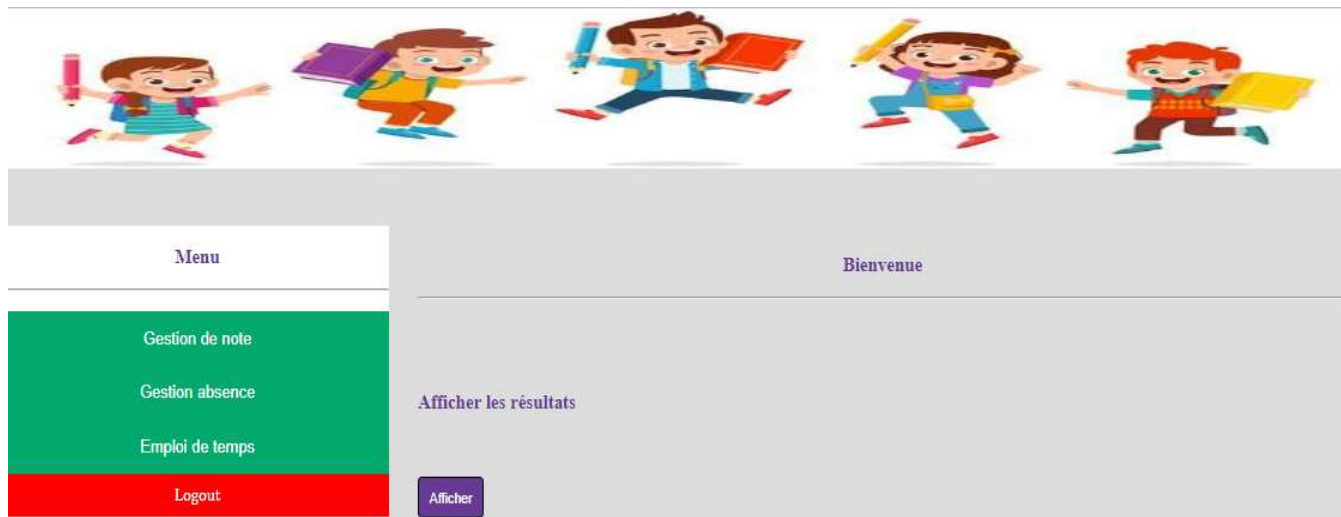 Menu
Gestion de note
Gestion absence
Emploi de temps
Logout
Bienvenue
Afficher les résultats
Afficher